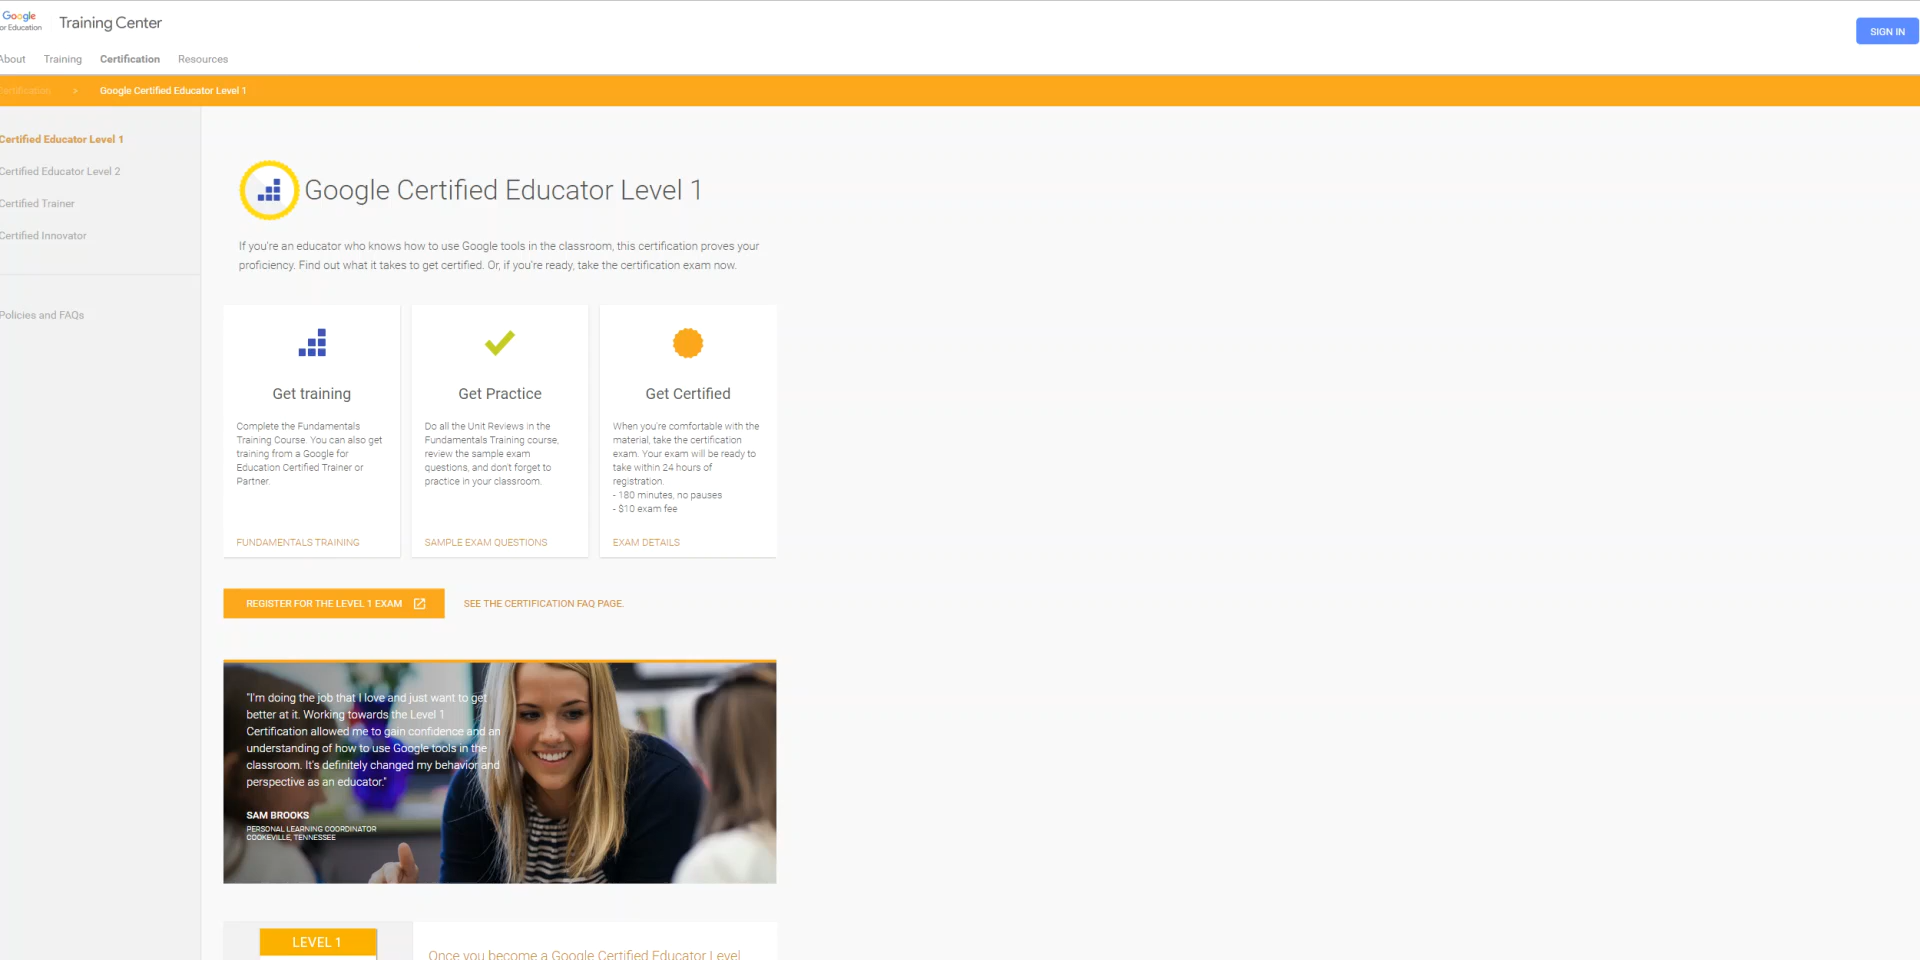 Google
or Education
Training Center
SIGN IN
About
Training
Certification
Resources
Certification
>
Google Certified Educator Level 1
Certified Educator Level 1
Certified Educator Level 2
Certified Trainer
Certified Innovator
Policies and FAQs
Google Certified Educator Level 1
If you're an educator who knows how to use Google tools in the classroom, this certification proves your
proficiency. Find out what it takes to get certified. Or, if you're ready, take the certification exam now.
Get training
Complete the Fundamentals
Training Course. You can also get
training from a Google for
Education Certified Trainer or
Partner.
FUNDAMENTALS TRAINING
Get Practice
Do all the Unit Reviews in the
Fundamentals Training course,
review the sample exam
questions, and don't forget to
practice in your classroom.
SAMPLE EXAM QUESTIONS
Get Certified
When you're comfortable with the
material, take the certification
exam. Your exam will be ready to
take within 24 hours of
registration.
- 180 minutes, no pauses
- $10 exam fee
EXAM DETAILS
REGISTER FOR THE LEVEL 1 EXAM
SEE THE CERTIFICATION FAQ PAGE.
"I'm doing the job that I love and just want to get
better at it. Working towards the Level 1
Certification allowed me to gain confidence and an
understanding of how to use Google tools in the
classroom. It's definitely changed my behavior and
perspective as an educator."
SAM BROOKS
PERSONAL LEARNING COORDINATOR
COOKEVILLE, TENNESSEE
LEVEL 1
Once you become a Google Certified Educator Level